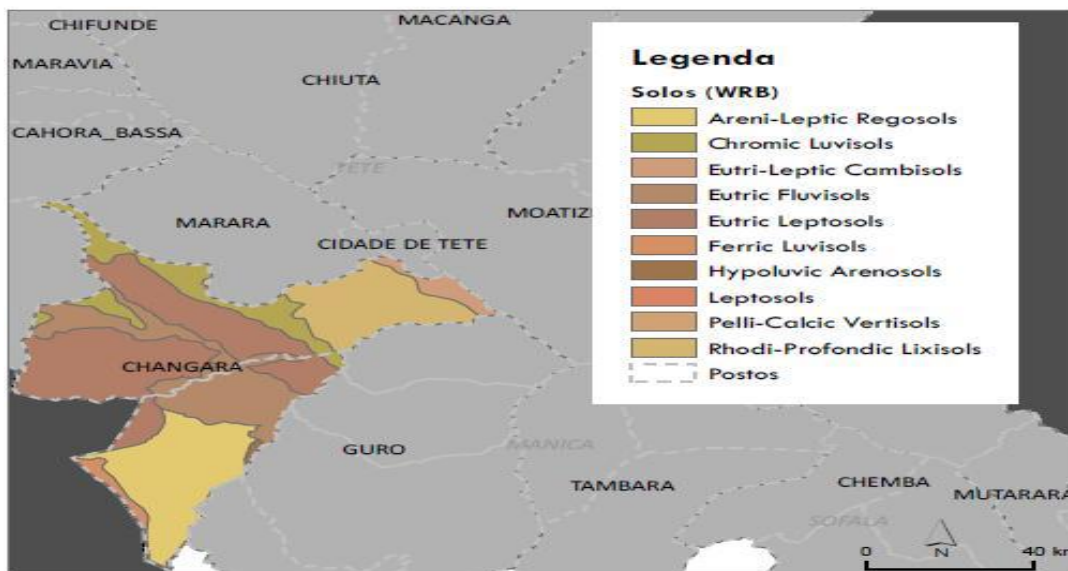 CHIFUNDE
MACANGA
MARAVIA
CHIUTA
CAHORA_BASSA
TETE
MARARA
MOATIZ
CIDADE DE TETE
CHANGARA
GURO
MANICA
TAMBARA
CHEMBA
MUTARARA
SOFALA
Legenda
Solos (WRB)
Areni-Leptic Regosols
Chromic Luvisols
Eutri-Leptic Cambisols
Eutric Fluvisols
Eutric Leptosols
Ferric Luvisols
Hypoluvic Arenosols
Leptosols
Pelli-Calcic Vertisols
Rhodi-Profondic Lixisols
Postos
N
0 40 km